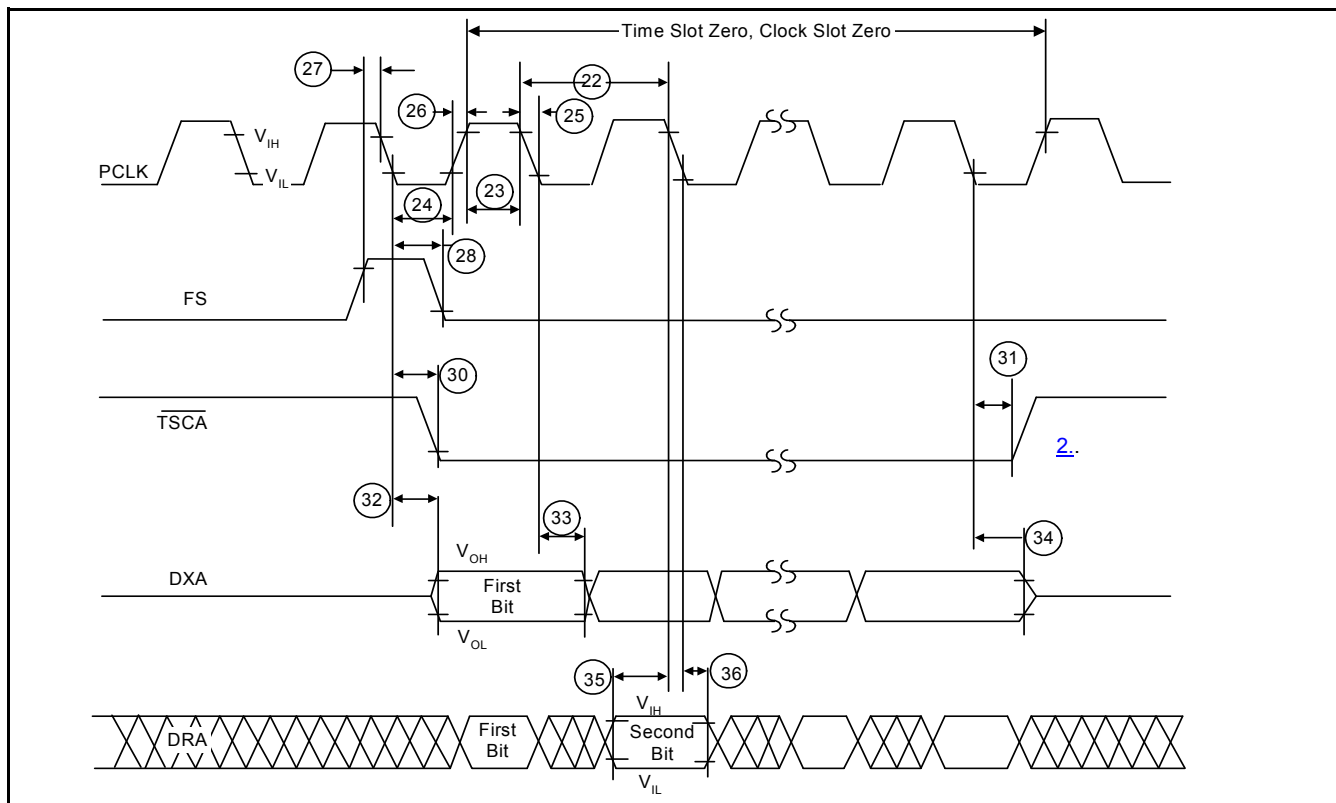 Time Slot Zero, Clock Slot Zero
27
22
26
25
V_IH
V_IL
PCLK
24
23
28
FS
30
31
TSCA
2..
32
33
34
V_OH
DXA
First
Bit
V_OL
35
36
V_IH
DRA
First
Bit
Second
Bit
V_IL